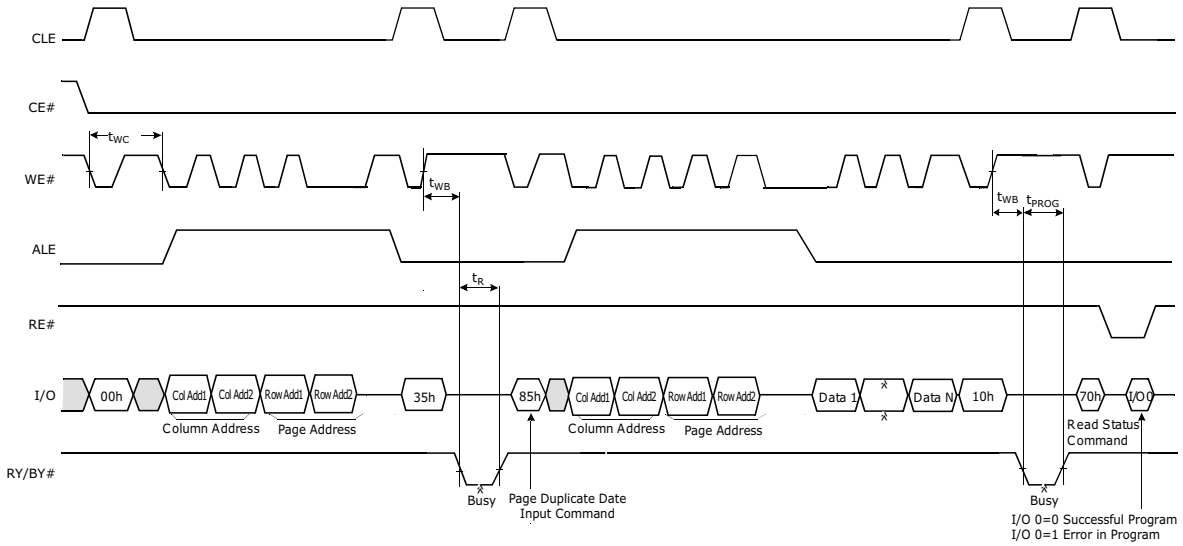 CLE
CE#
tWC
WE#
tWB
tWB
tPROG
ALE
tR
RE#
I/O
00h
Col Add1
Col Add2
Row Add1
Row Add2
35h
85h
Col Add1
Col Add2
Row Add1
Row Add2
Data 1
Data N
10h
70h
I/O 0
Column Address
Page Address
Column Address
Page Address
Read Status
Command
RY/BY#
Busy
Page Duplicate Date
Input Command
Busy
I/O 0=0 Successful Program
I/O 0=1 Error in Program